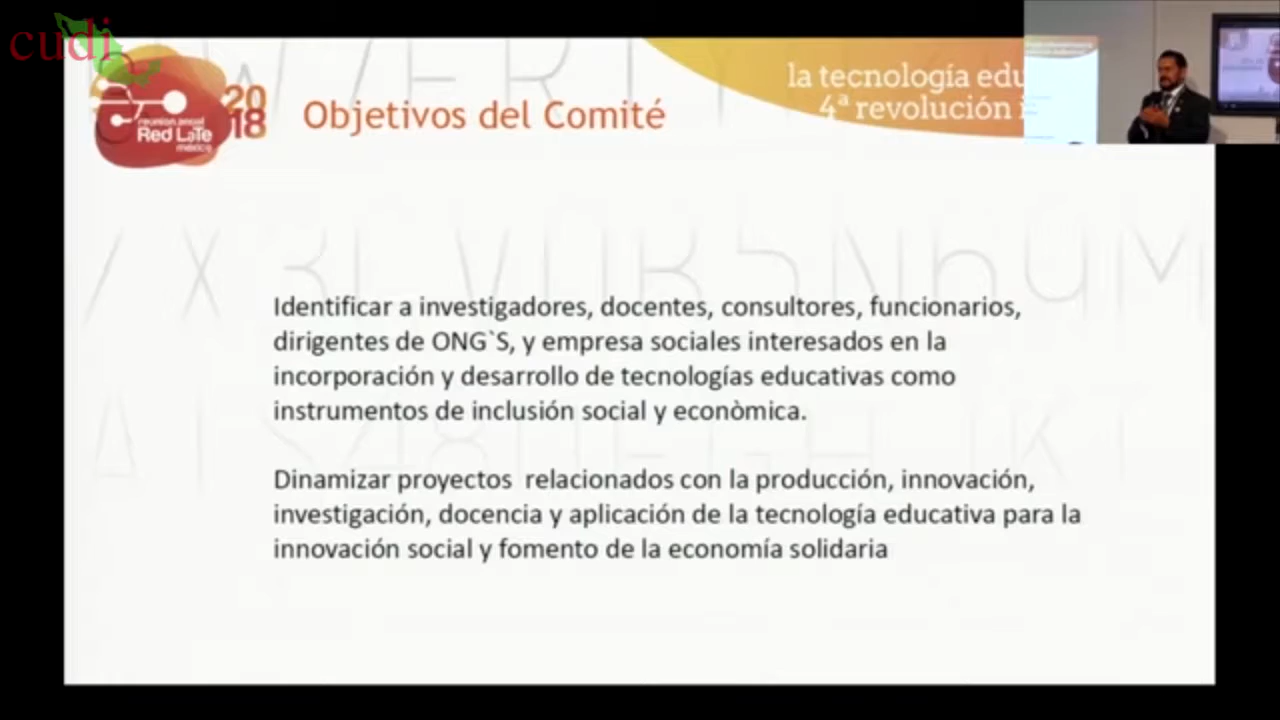 cudi
reunion anual
Red LaTe
méxico
20
18
Objetivos del Comité
la tecnología edu
4ª revolución
Identificar a investigadores, docentes, consultores, funcionarios,
dirigentes de ONG`S, y empresa sociales interesados en la
incorporación y desarrollo de tecnologías educativas como
instrumentos de inclusión social y econòmica.
Dinamizar proyectos  relacionados con la producción, innovación,
investigación, docencia y aplicación de la tecnología educativa para la
innovación social y fomento de la economía solidaria